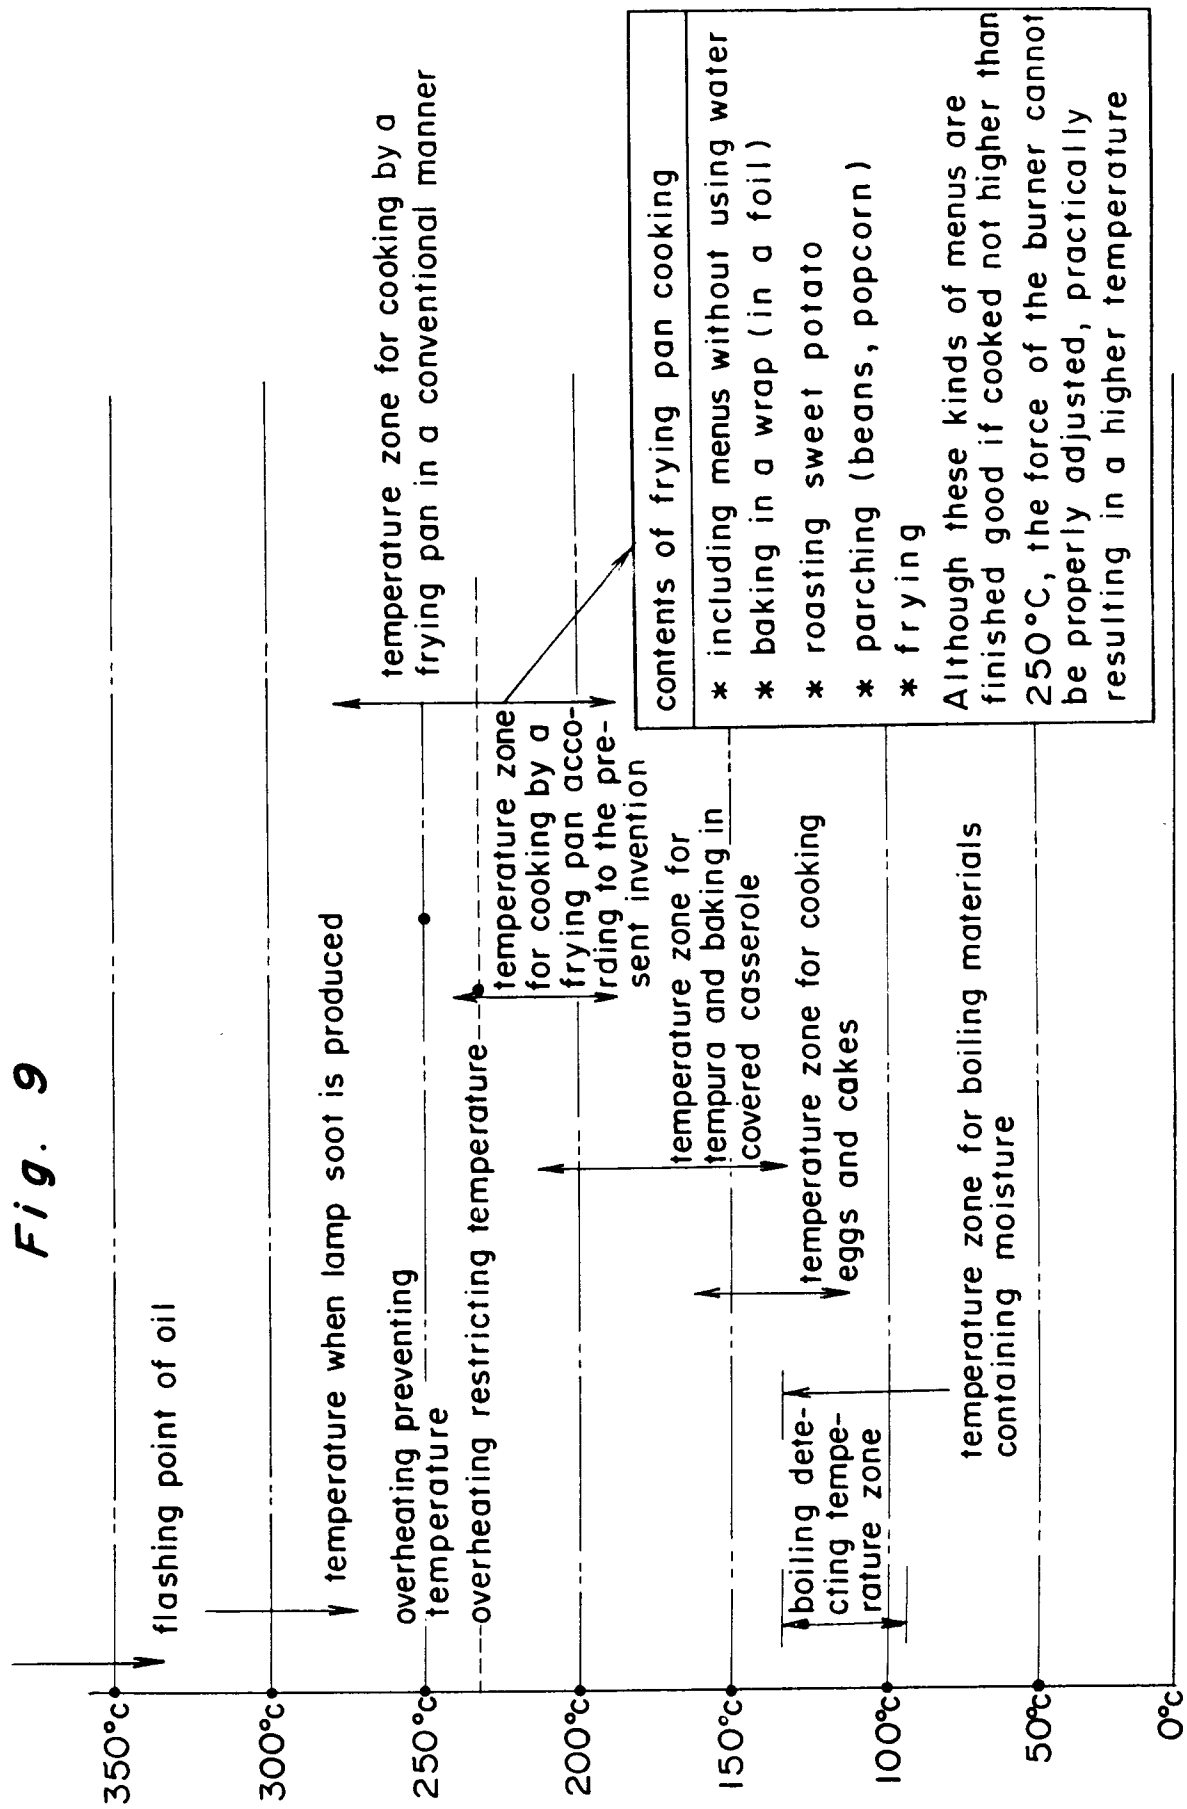 Fig. 9
350°C
300°C
250°C
200°C
150°C
100°C
50°C
0°C
flashing point of oil
temperature when lamp soot is produced
overheating preventing
temperature
overheating restricting temperature
temperature zone for cooking by a
frying pan in a conventional manner
temperature zone
for cooking by a
frying pan acco-
rding to the pre-
sent invention
temperature zone for
tempura and baking in
covered casserole
temperature zone for cooking
eggs and cakes
boiling dete-
cting tempe-
rature zone
temperature zone for boiling materials
containing moisture
contents of frying pan cooking
* including menus without using water
* baking in a wrap (in a foil)
* roasting sweet potato
* parching (beans, popcorn)
* frying
Although these kinds of menus are
finished good if cooked not higher than
250°C, the force of the burner cannot
be properly adjusted, practically
resulting in a higher temperature